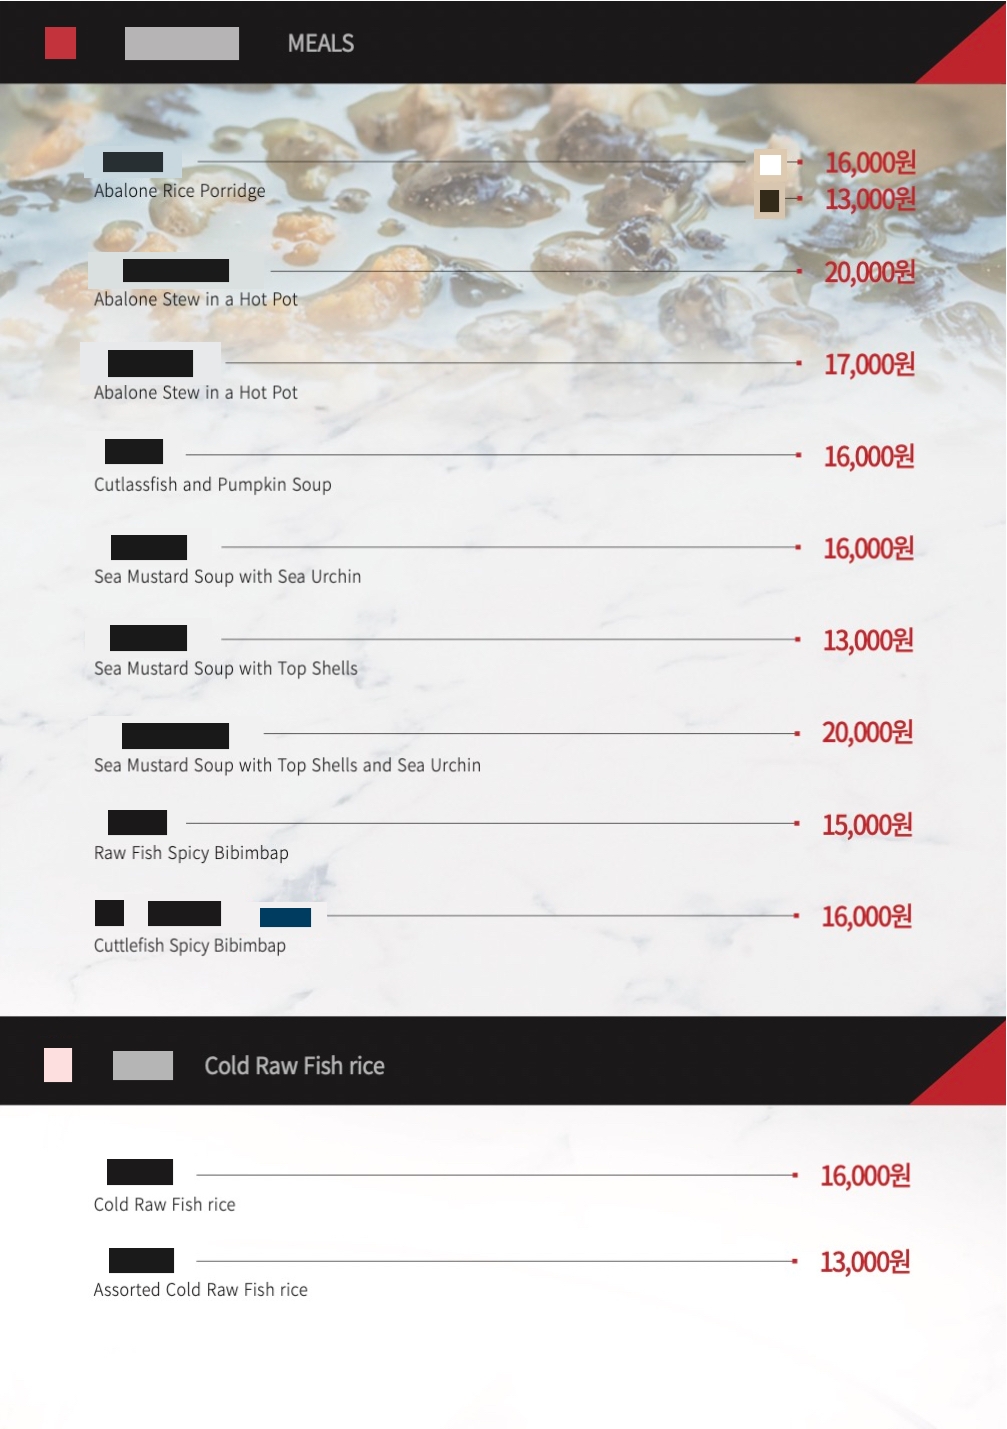 MEALS
16,000원
Abalone Rice Porridge
13,000원
20,000원
Abalone Stew in a Hot Pot
17,000원
Abalone Stew in a Hot Pot
16,000원
Cutlassfish and Pumpkin Soup
16,000원
Sea Mustard Soup with Sea Urchin
13,000원
Sea Mustard Soup with Top Shells
20,000원
Sea Mustard Soup with Top Shells and Sea Urchin
15,000원
Raw Fish Spicy Bibimbap
16,000원
Cuttlefish Spicy Bibimbap
Cold Raw Fish rice
16,000원
Cold Raw Fish rice
13,000원
Assorted Cold Raw Fish rice